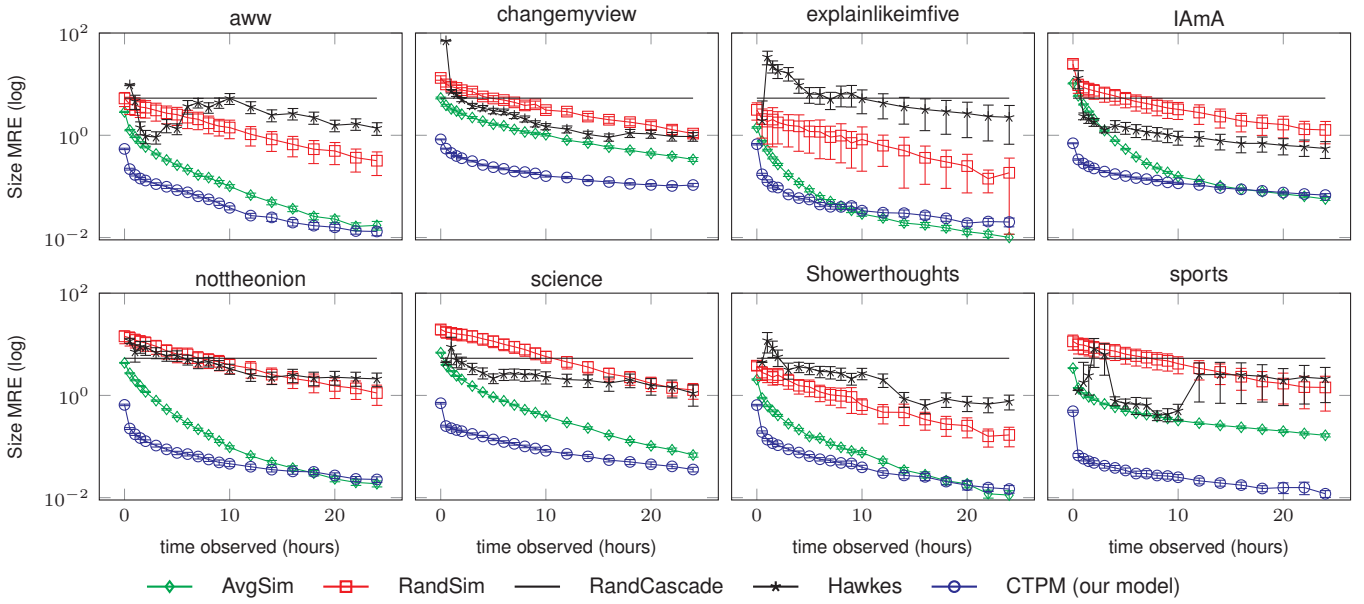 aww changemyview explainlikeimfive IAmA
10^2
10^0
10^-2
Size MRE (log)
nottheonion science Showerthoughts sports
10^2
10^0
10^-2
Size MRE (log)
0 10 20 0 10 20 0 10 20 0 10 20
time observed (hours) time observed (hours) time observed (hours) time observed (hours)
AvgSim RandSim RandCascade Hawkes CTPM (our model)